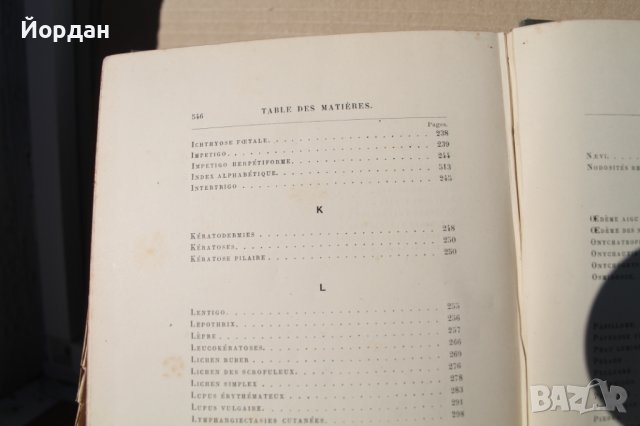 Йордан
546 TABLE DES MATIÈRES.
Pages.
ICHTHYOSE FŒTALE. 238
IMPETIGO. 239
IMPETIGO HERPÉTIFORME. 244
INDEX ALPHABÉTIQUE. 513
INTERTRIGO 245
K
KÉRATODERMIES 248
KÉRATOSES. 250
KÉRATOSE PILAIRE 250
L
LENTIGO 255
LEPOTHRIX. 256
LÈPRE 257
LEUCOKÉRATOSES. 266
LICHEN RUBER 269
LICHEN DES SCROFULEUX. 276
LICHEN SIMPLEX 278
LUPUS ÉRYTHÉMATEUX 283
LUPUS VULGAIRE. 291
LYMPHANGIECTASIES CUTANÉES. 298
NÆVI.
NODOSITÉS
ŒDÈME AIGU
ŒDÈME DES
BAZAR